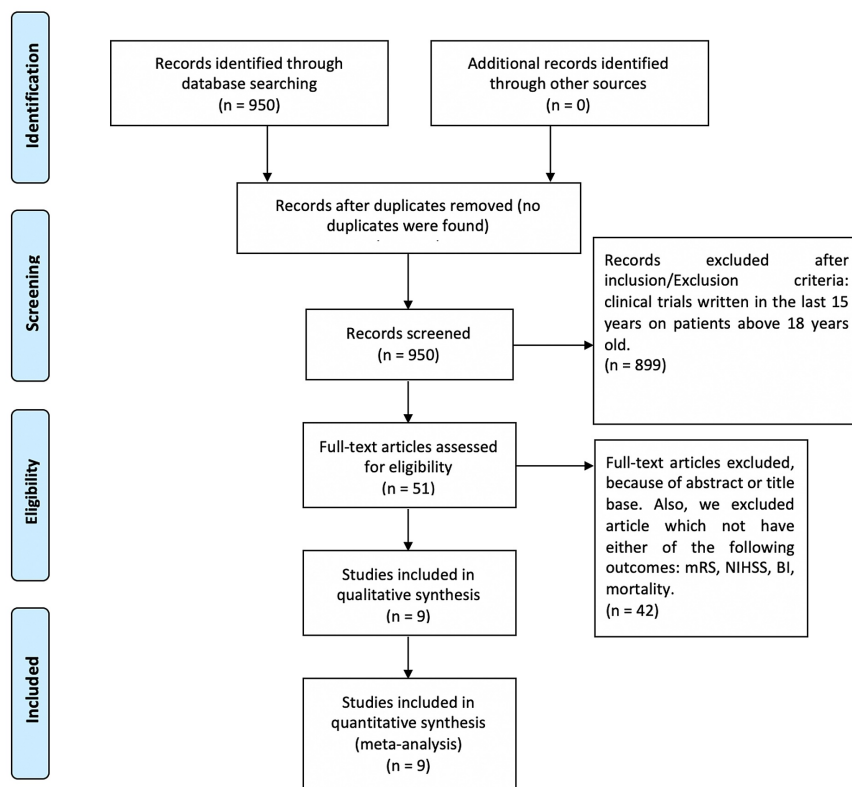 Identification
Records identified through
database searching
(n = 950)
Additional records identified
through other sources
(n = 0)
Records after duplicates removed (no
duplicates were found)
Screening
Records excluded after
inclusion/Exclusion criteria:
clinical trials written in the last 15
years on patients above 18 years
old.
(n = 899)
Records screened
(n = 950)
Eligibility
Full-text articles assessed
for eligibility
(n = 51)
Full-text articles excluded,
because of abstract or title
base. Also, we excluded
article which not have
either of the following
outcomes: mRS, NIHSS, BI,
mortality.
(n = 42)
Studies included in
qualitative synthesis
(n = 9)
Included
Studies included in
quantitative synthesis
(meta-analysis)
(n = 9)